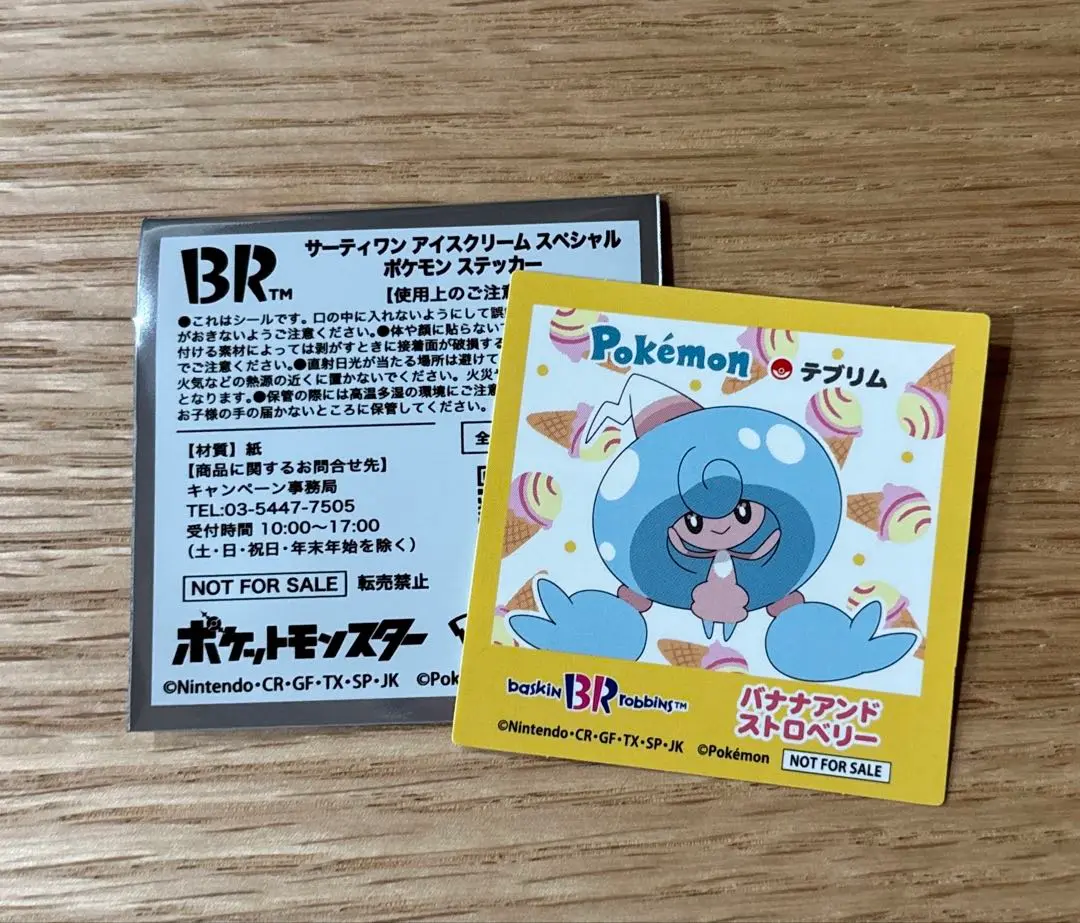 BR™
サーティワン アイスクリーム スペシャル
ポケモン ステッカー
【使用上のご注
●これはシールです。口の中に入れないようにして誤
がおきないようご注意ください。●体や顔に貼らない
付ける素材によっては剥がすときに接着面が破損する
でご注意ください。●直射日光が当たる場所は避けて
火気などの熱源の近くに置かないでください。火災
となります。●保管の際には高温多湿の環境にご注
お子様の手の届かないところに保管してください。
【材質】紙
【商品に関するお問合せ先】
キャンペーン事務局
TEL:03-5447-7505
受付時間 10:00〜17:00
（土・日・祝日・年末年始を除く）
全
NOT FOR SALE 転売禁止
ポケットモンスター
©Nintendo・CR・GF・TX・SP・JK ©Pok
Pokémon テブリム
baskin BR robbins™
バナナアンド
ストロベリー
©Nintendo・CR・GF・TX・SP・JK ©Pokémon
NOT FOR SALE